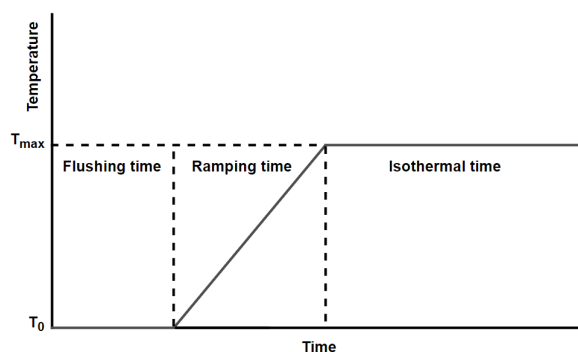 Temperature
Tmax
Flushing time
Ramping time
Isothermal time
T0
Time